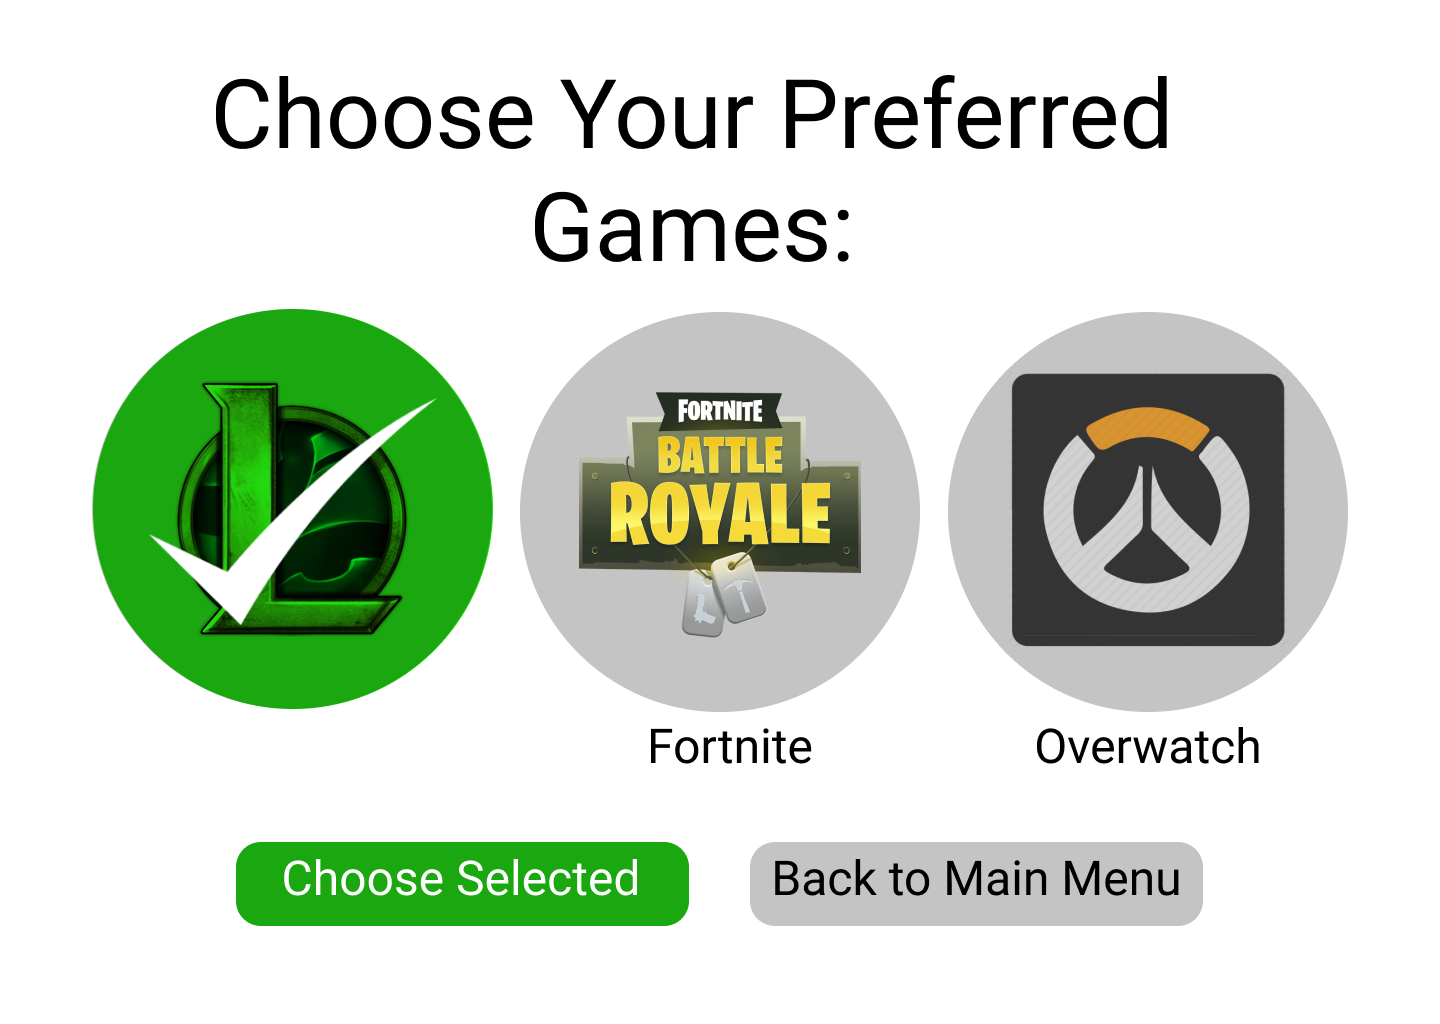 Choose Your Preferred
Games:
FORTNITE
BATTLE
ROYALE
Fortnite
Overwatch
Choose Selected
Back to Main Menu